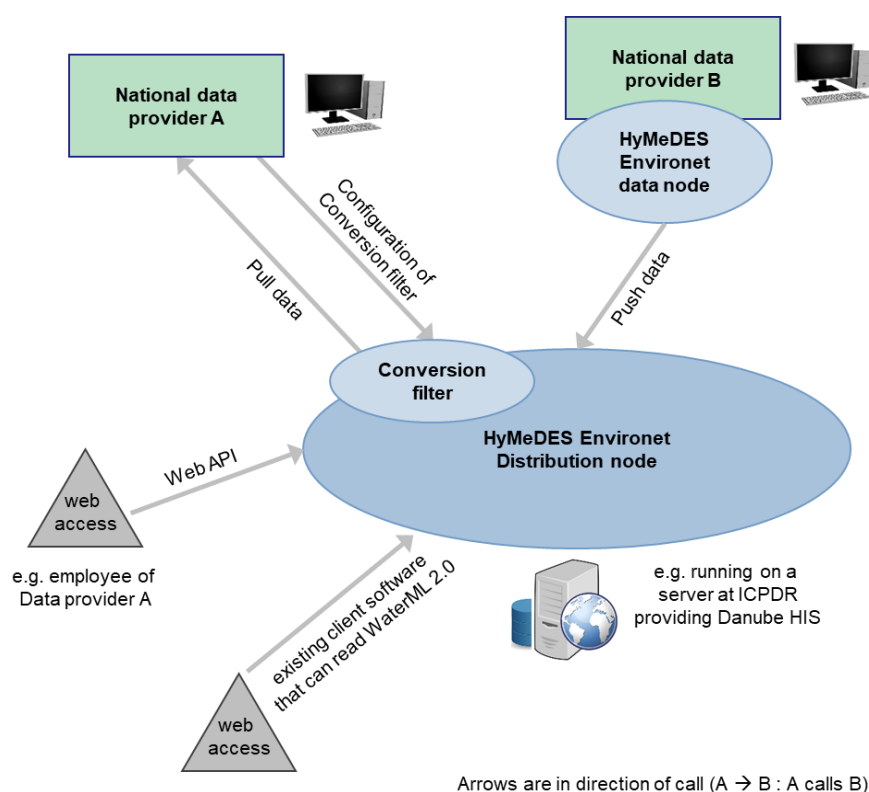 National data
provider A
National data
provider B
HyMeDES
Environet
data node
Configuration of
Conversion filter
Pull data
Push data
Conversion
filter
HyMeDES Environet
Distribution node
Web API
web
access
e.g. employee of
Data provider A
existing client software
that can read WaterML 2.0
e.g. running on a
server at ICPDR
providing Danube HIS
web
access
Arrows are in direction of call (A → B : A calls B)